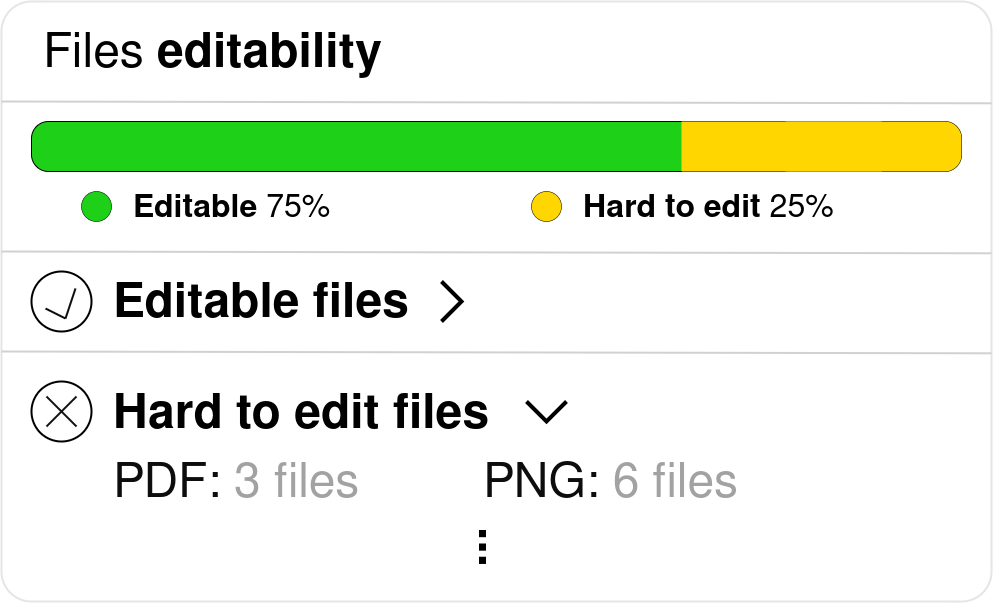 Files editability
Editable 75% Hard to edit 25%
Editable files
Hard to edit files
PDF: 3 files PNG: 6 files